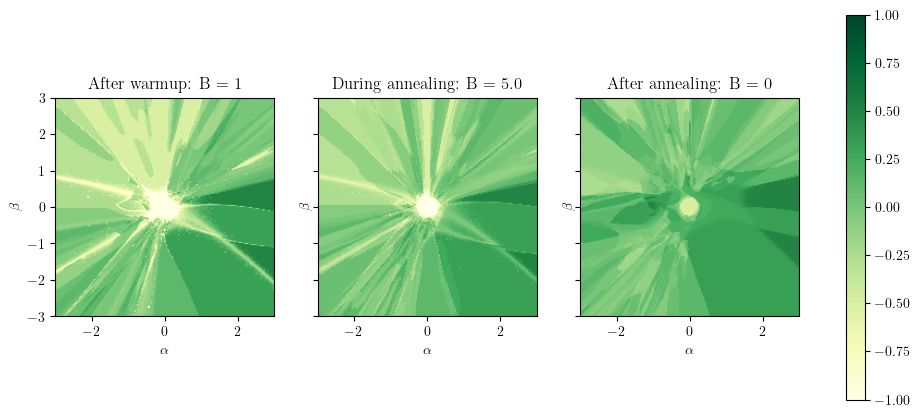 After warmup: B = 1
During annealing: B = 5.0
After annealing: B = 0
3
2
1
0
−1
−2
−3
β
β
β
−2 0 2
−2 0 2
−2 0 2
α
α
α
1.00
0.75
0.50
0.25
0.00
−0.25
−0.50
−0.75
−1.00